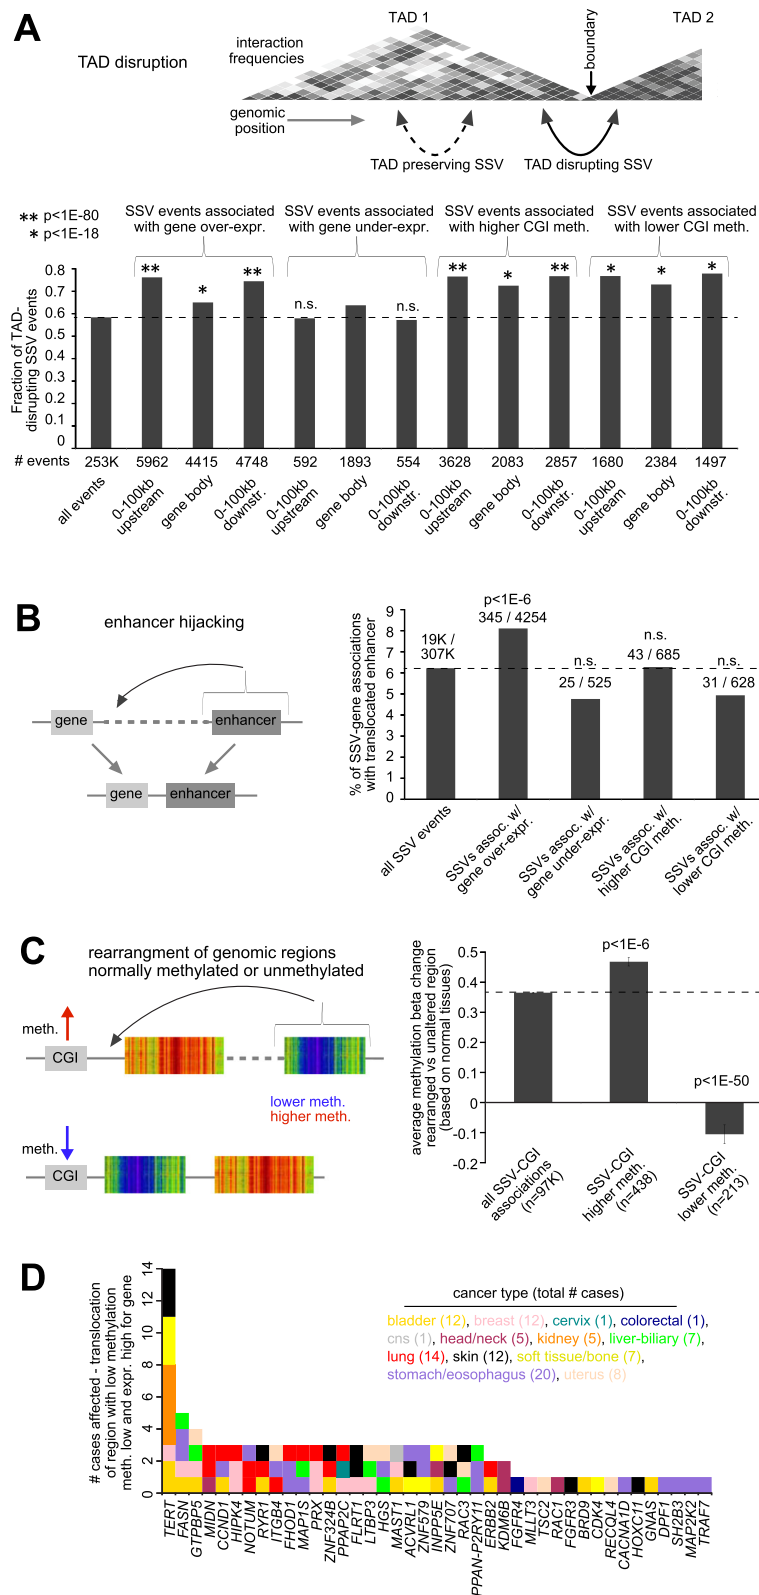 A
TAD 1
TAD 2
TAD disruption
interaction
frequencies
boundary
genomic
position
TAD preserving SSV
TAD disrupting SSV
** p<1E-80
* p<1E-18
SSV events associated
with gene over-expr.
SSV events associated
with gene under-expr.
SSV events associated
with higher CGI meth.
SSV events associated
with lower CGI meth.
Fraction of TAD-
disrupting SSV events
0.8
0.7
0.6
0.5
0.4
0.3
0.2
0.1
0
** * ** n.s. n.s. ** * ** * * *
# events 253K 5962 4415 4748 592 1893 554 3628 2083 2857 1680 2384 1497
all events
0-100kb
upstream
gene body
0-100kb
downstr.
0-100kb
upstream
gene body
0-100kb
downstr.
0-100kb
upstream
gene body
0-100kb
downstr.
0-100kb
upstream
gene body
0-100kb
downstr.
B
enhancer hijacking
gene
enhancer
gene
enhancer
% of SSV-gene associations
with translocated enhancer
9
8
7
6
5
4
3
2
1
0
19K /
307K
p<1E-6
345 / 4254
n.s.
25 / 525
n.s.
43 / 685
n.s.
31 / 628
all SSV events
SSVs assoc. w/
gene over-expr.
SSVs assoc. w/
gene under-expr.
SSVs assoc. w/
higher CGI meth.
SSVs assoc. w/
lower CGI meth.
C
rearrangment of genomic regions
normally methylated or unmethylated
meth.
CGI
lower meth.
higher meth.
meth.
CGI
average methylation beta change
rearranged vs unaltered region
(based on normal tissues)
0.5
0.4
0.3
0.2
0.1
0
-0.1
-0.2
p<1E-6
p<1E-50
all SSV-CGI
associations
(n=97K)
SSV-CGI
higher meth.
(n=438)
SSV-CGI
lower meth.
(n=213)
D
# cases affected - translocation
of region with low methylation
meth. low and expr. high for gene
14
12
10
8
6
4
2
0
cancer type (total # cases)
bladder (12), breast (12), cervix (1), colorectal (1),
cns (1), head/neck (5), kidney (5), liver-biliary (7),
lung (14), skin (12), soft tissue/bone (7),
stomach/eosophagus (20), uterus (8)
TERT
FASN
GTPBP5
MIDN
CCND1
HIPK4
NOTUM
RYR1
ITGB4
FHOD1
MAP1S
PRX
ZNF324B
PPAP2C
FLRT1
LTBP3
HGS
MAST1
ACVRL1
ZNF579
INPP5E
ZNF707
RAC3
PPAN-P2RY11
ERBB2
KDM6B
FGFR4
MLLT3
TSC2
RAC1
FGFR3
BRD9
CDK4
RECQL4
CACNA1D
HOXC11
GNAS
DPF1
SH2B3
MAP2K2
TRAF7